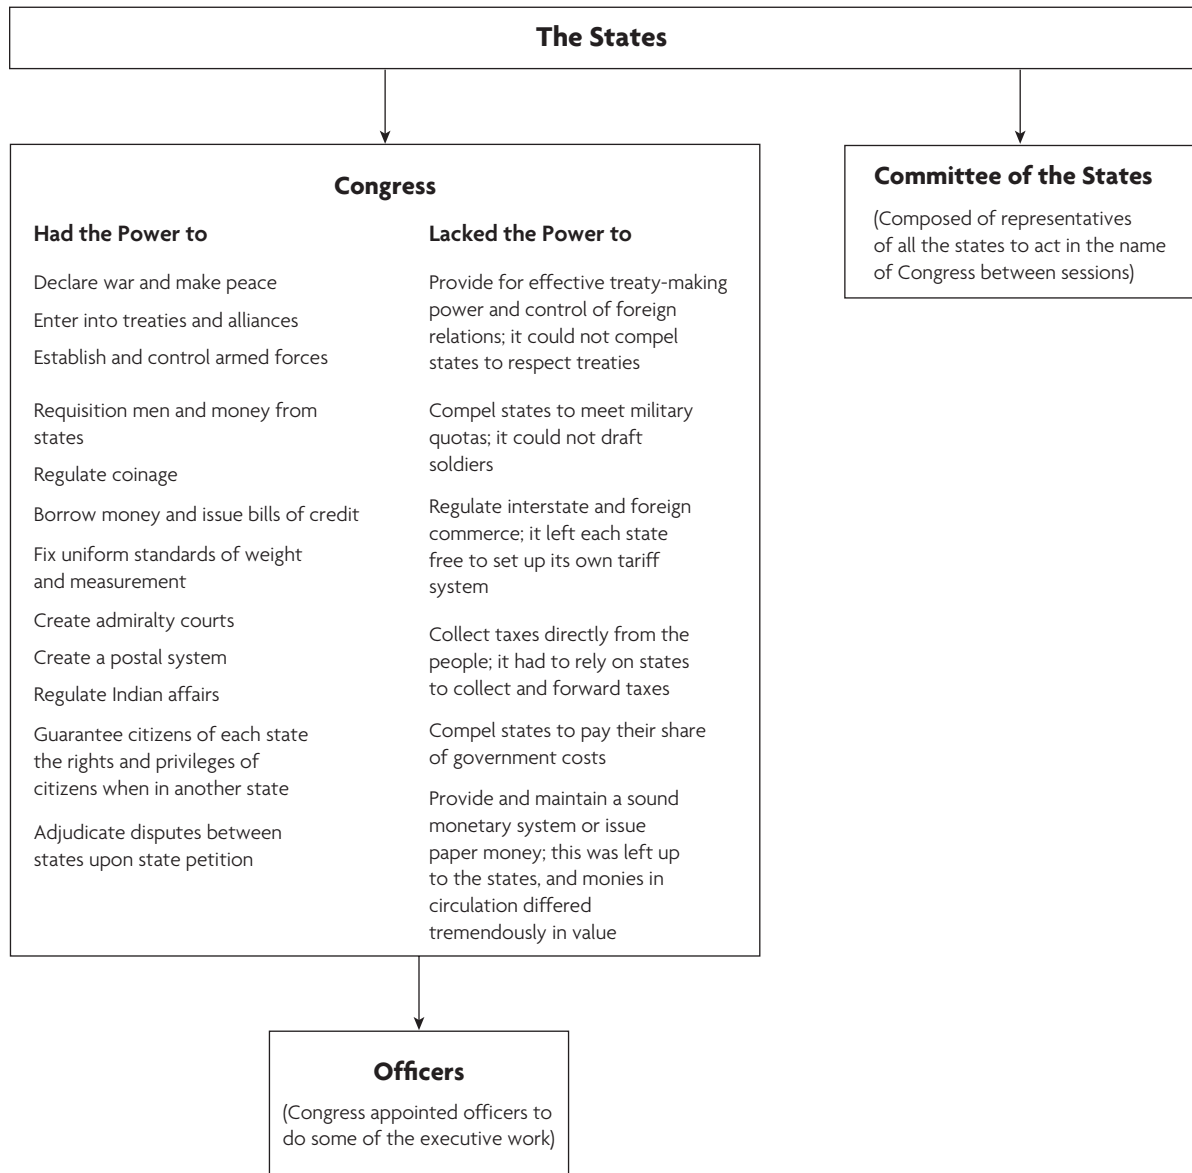 The States
Congress
Had the Power to
Declare war and make peace
Enter into treaties and alliances
Establish and control armed forces
Requisition men and money from
states
Regulate coinage
Borrow money and issue bills of credit
Fix uniform standards of weight
and measurement
Create admiralty courts
Create a postal system
Regulate Indian affairs
Guarantee citizens of each state
the rights and privileges of
citizens when in another state
Adjudicate disputes between
states upon state petition
Lacked the Power to
Provide for effective treaty-making
power and control of foreign
relations; it could not compel
states to respect treaties
Compel states to meet military
quotas; it could not draft
soldiers
Regulate interstate and foreign
commerce; it left each state
free to set up its own tariff
system
Collect taxes directly from the
people; it had to rely on states
to collect and forward taxes
Compel states to pay their share
of government costs
Provide and maintain a sound
monetary system or issue
paper money; this was left up
to the states, and monies in
circulation differed
tremendously in value
Committee of the States
(Composed of representatives
of all the states to act in the name
of Congress between sessions)
Officers
(Congress appointed officers to
do some of the executive work)